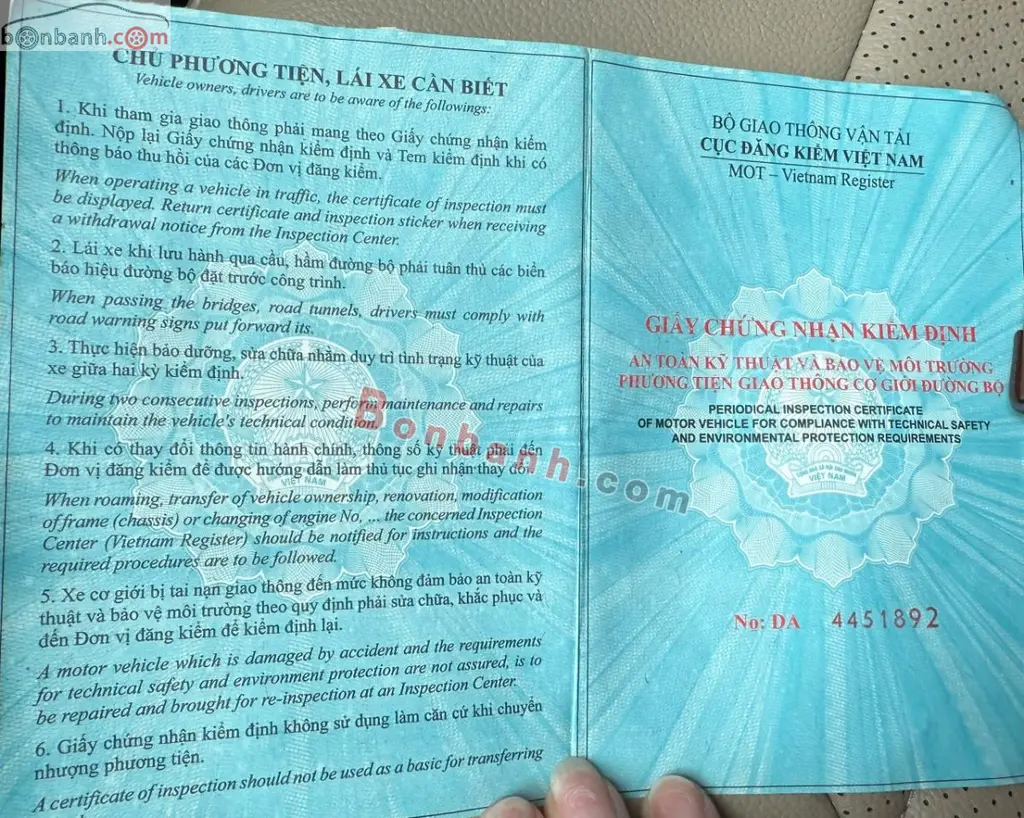 bonbanh.com
CHỦ PHƯƠNG TIỆN, LÁI XE CẦN BIẾT
Vehicle owners, drivers are to be aware of the followings:
1. Khi tham gia giao thông phải mang theo Giấy chứng nhận kiểm
định. Nộp lại Giấy chứng nhận kiểm định và Tem kiểm định khi có
thông báo thu hồi của các Đơn vị đăng kiểm.
When operating a vehicle in traffic, the certificate of inspection must
be displayed. Return certificate and inspection sticker when receiving
a withdrawal notice from the Inspection Center.
2. Lái xe khi lưu hành qua cầu, hầm đường bộ phải tuân thủ các biển
báo hiệu đường bộ đặt trước công trình.
When passing the bridges, road tunnels, drivers must comply with
road warning signs put forward its.
3. Thực hiện bảo dưỡng, sửa chữa nhằm duy trì tình trạng kỹ thuật của
xe giữa hai kỳ kiểm định.
During two consecutive inspections, perform maintenance and repairs
to maintain the vehicle's technical condition.
4. Khi có thay đổi thông tin hành chính, thông số kỹ thuật phải đến
Đơn vị đăng kiểm để được hướng dẫn làm thủ tục ghi nhận thay đổi.
When roaming, transfer of vehicle ownership, renovation, modification
of frame (chassis) or changing of engine No, ... the concerned Inspection
Center (Vietnam Register) should be notified for instructions and the
required procedures are to be followed.
5. Xe cơ giới bị tai nạn giao thông đến mức không đảm bảo an toàn kỹ
thuật và bảo vệ môi trường theo quy định phải sửa chữa, khắc phục và
đến Đơn vị đăng kiểm để kiểm định lại.
A motor vehicle which is damaged by accident and the requirements
for technical safety and environment protection are not assured, is to
be repaired and brought for re-inspection at an Inspection Center.
6. Giấy chứng nhận kiểm định không sử dụng làm căn cứ khi chuyển
nhượng phương tiện.
A certificate of inspection should not be used as a basic for transferring
BỘ GIAO THÔNG VẬN TẢI
CỤC ĐĂNG KIỂM VIỆT NAM
MOT – Vietnam Register
GIẤY CHỨNG NHẬN KIỂM ĐỊNH
AN TOÀN KỸ THUẬT VÀ BẢO VỆ MÔI TRƯỜNG
PHƯƠNG TIỆN GIAO THÔNG CƠ GIỚI ĐƯỜNG BỘ
PERIODICAL INSPECTION CERTIFICATE
OF MOTOR VEHICLE FOR COMPLIANCE WITH TECHNICAL SAFETY
AND ENVIRONMENTAL PROTECTION REQUIREMENTS
VIỆT NAM
No: DA 4451892
Bonbanh.com